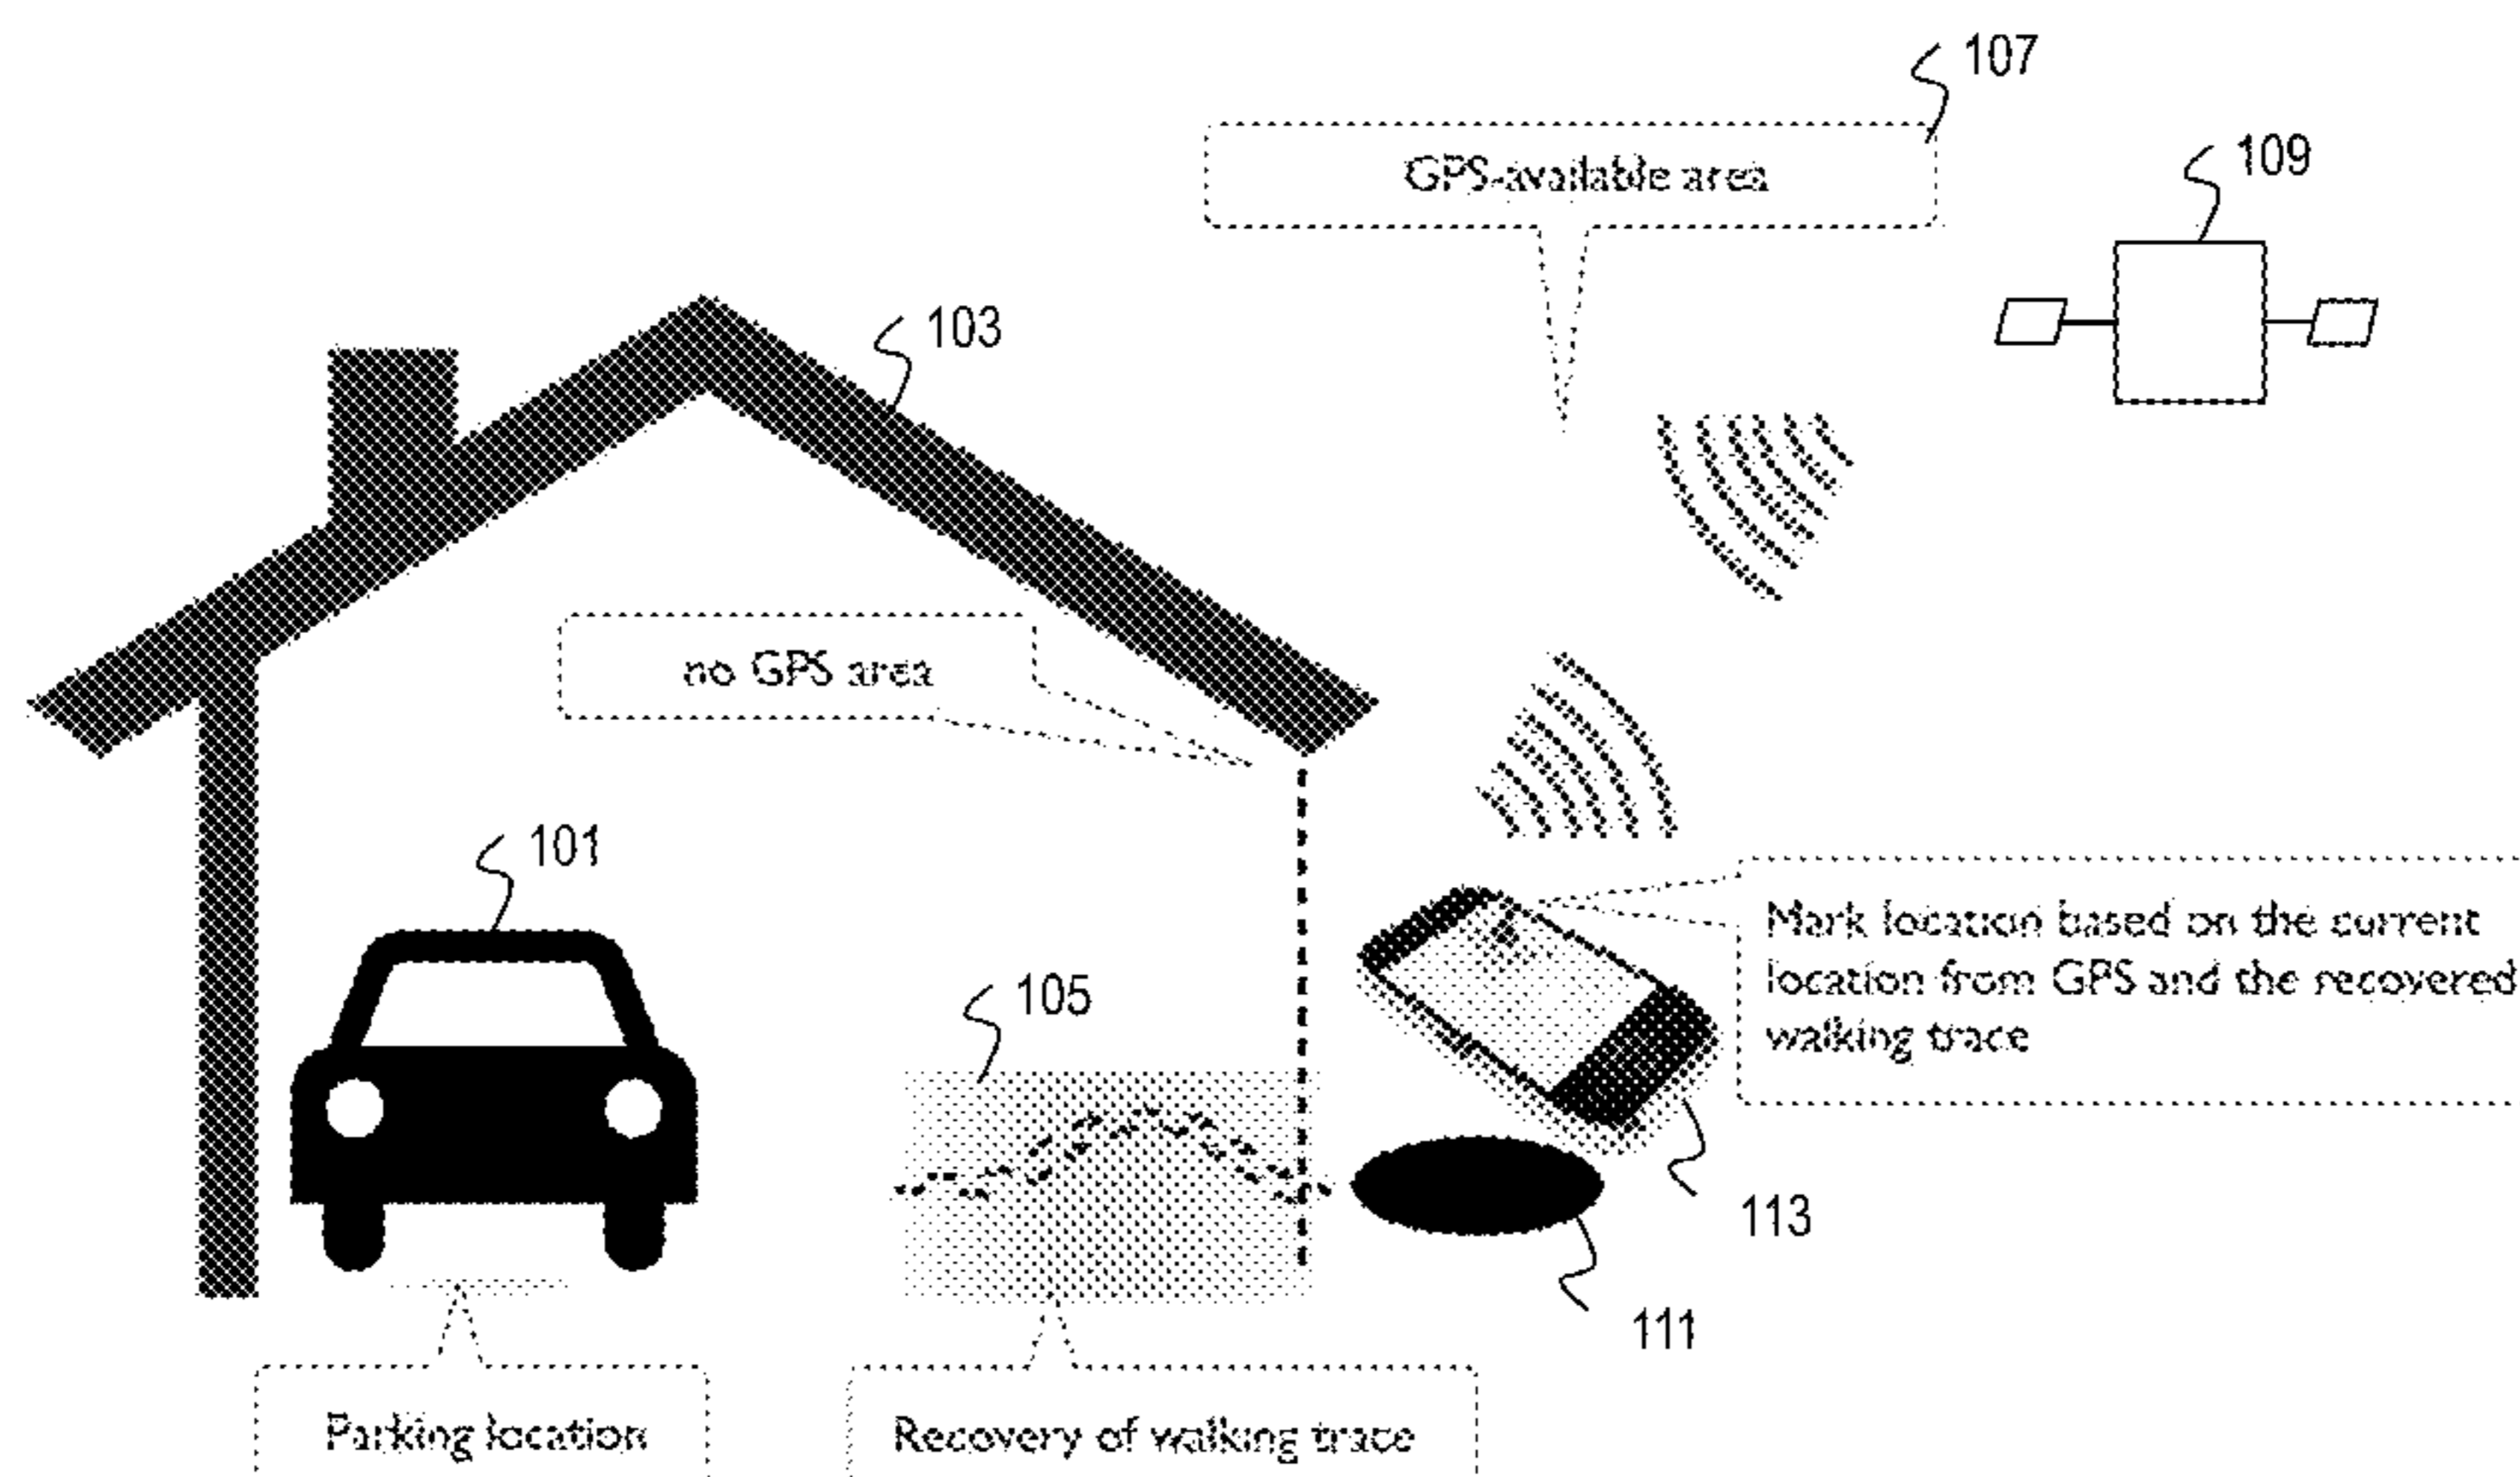 107
GPS-available area
109
103
no GPS area
101
Mark location based on the current
location from GPS and the recovered
walking trace
105
113
111
Parking location
Recovery of walking trace